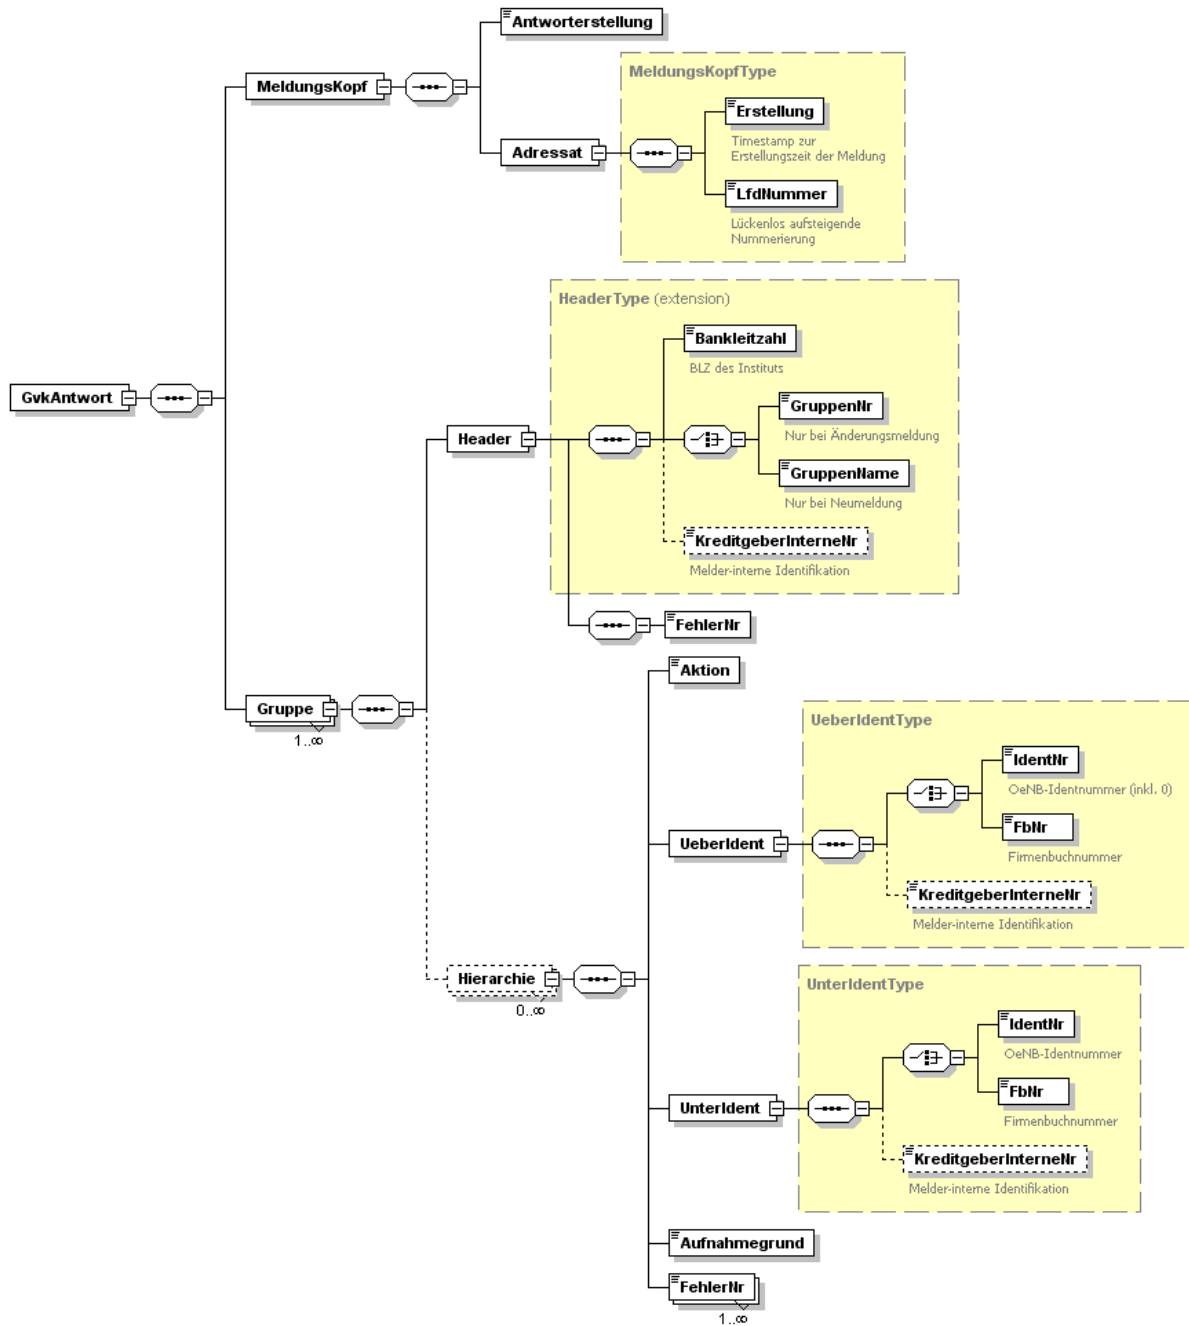 Antworterstellung
MeldungsKopfType
MeldungsKopf
Erstellung
Timestamp zur
Erstellungszeit der Meldung
Adressat
LfdNummer
Lückenlos aufsteigende
Nummerierung
HeaderType (extension)
Bankleitzahl
BLZ des Instituts
GvkAntwort
GruppenNr
Nur bei Änderungsmeldung
Header
GruppenName
Nur bei Neumeldung
KreditgeberInterneNr
Melder-interne Identifikation
FehlerNr
Aktion
Gruppe
1..∞
UeberIdentType
IdentNr
OeNB-Identnummer (inkl. 0)
FbNr
Firmenbuchnummer
UeberIdent
KreditgeberInterneNr
Melder-interne Identifikation
Hierarchie
0..∞
UnterIdentType
IdentNr
OeNB-Identnummer
FbNr
Firmenbuchnummer
UnterIdent
KreditgeberInterneNr
Melder-interne Identifikation
Aufnahmegrund
FehlerNr
1..∞